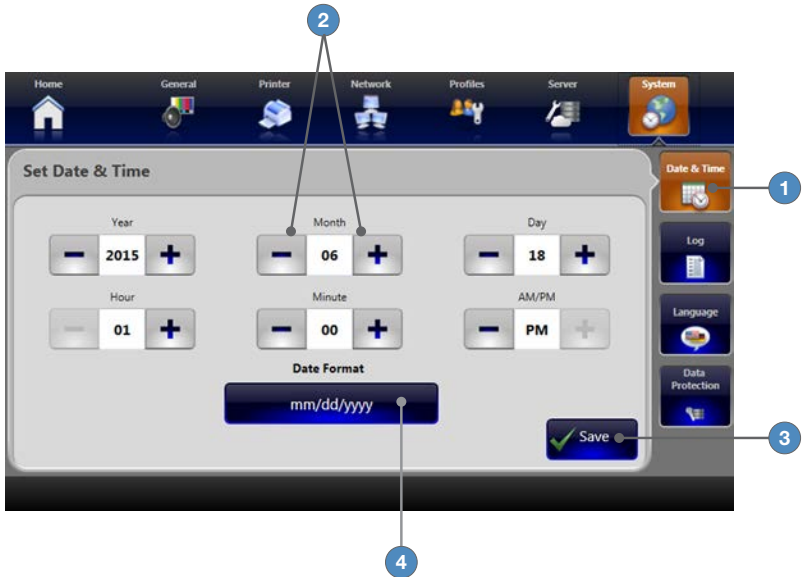 2
Home General Printer Network Profiles Server System
Set Date & Time
Date & Time
1
Year Month Day
2015 06 18
Log
Hour Minute AM/PM
01 00 PM
Language
Date Format
mm/dd/yyyy
Data
Protection
Save
3
4